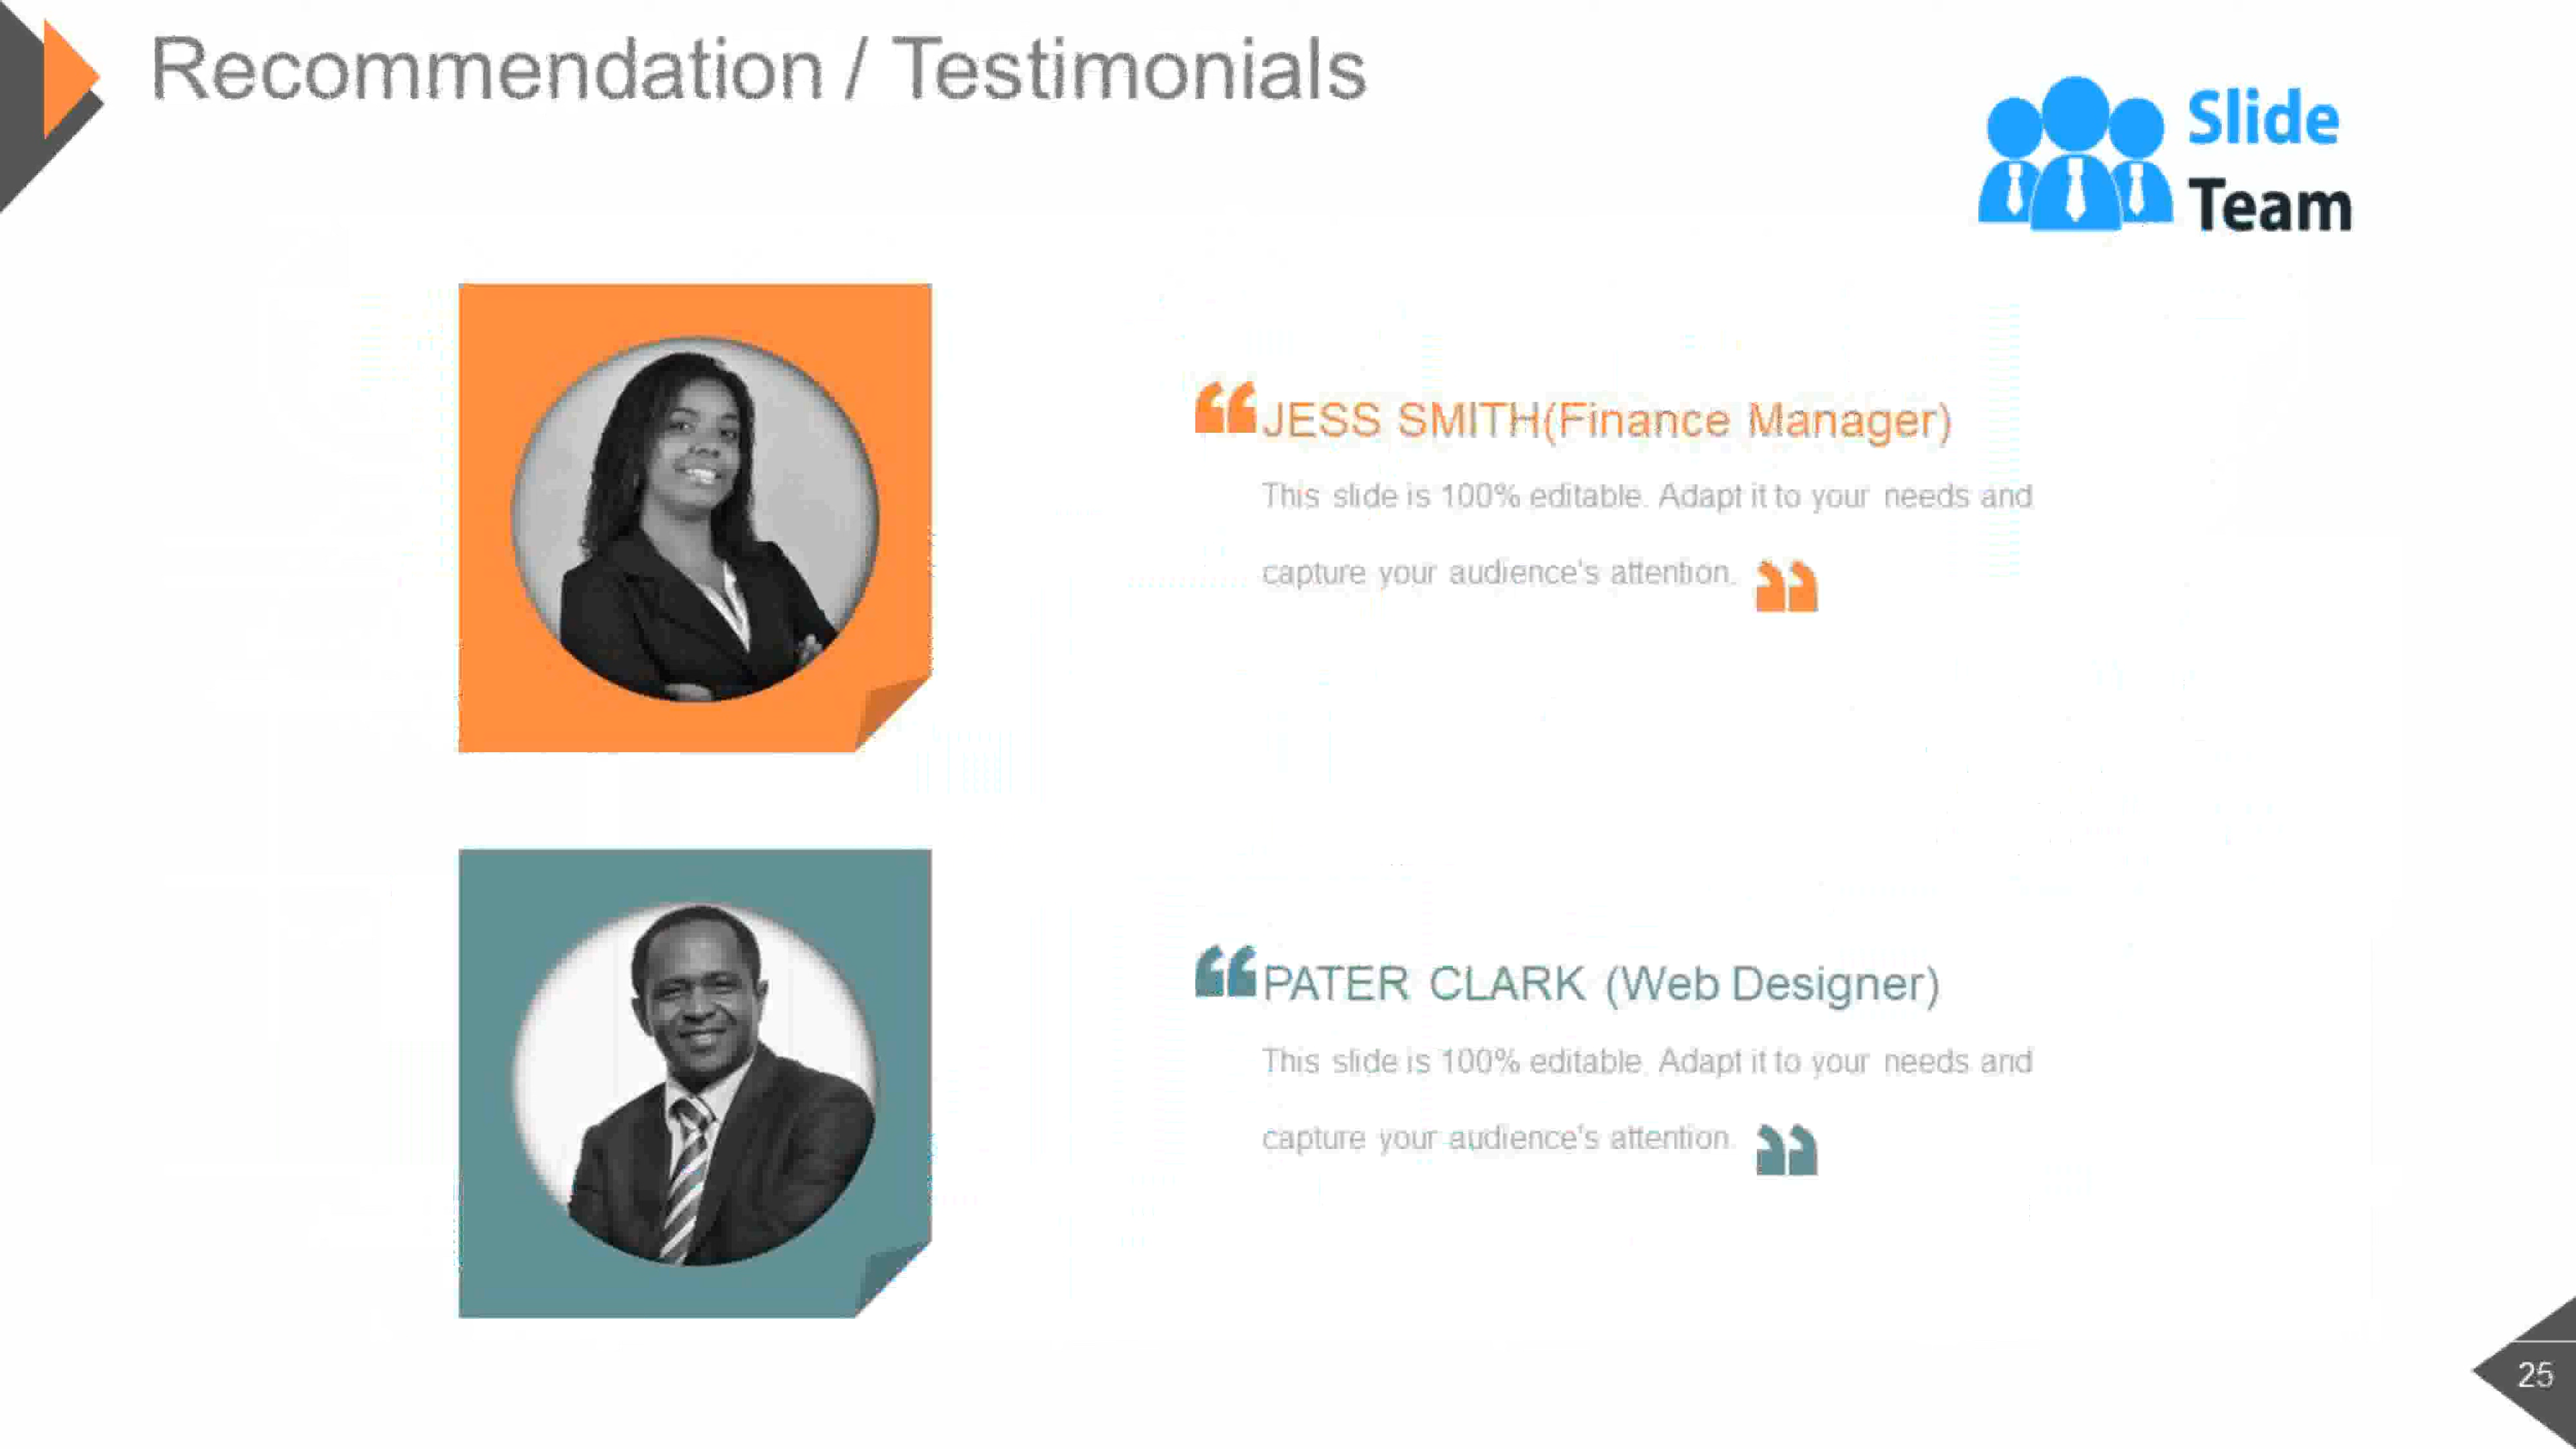 Recommendation / Testimonials
Slide
Team
JESS SMITH(Finance Manager)
This slide is 100% editable. Adapt it to your needs and
capture your audience's attention.
PATER CLARK (Web Designer)
This slide is 100% editable. Adapt it to your needs and
capture your audience's attention.
25